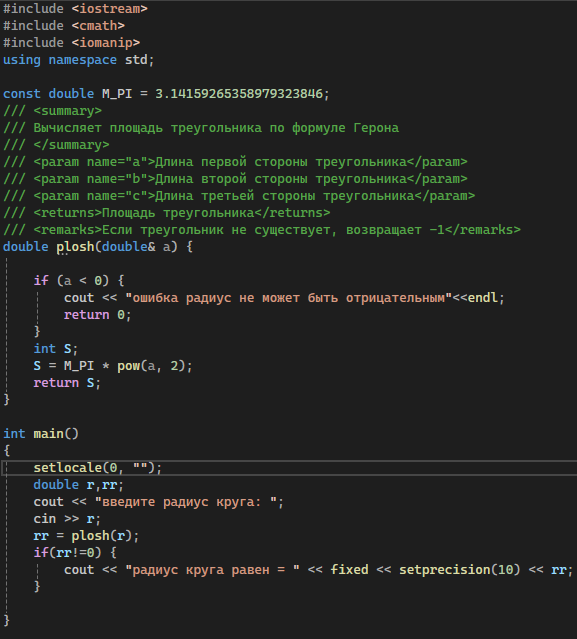 #include <iostream>
#include <cmath>
#include <iomanip>
using namespace std;
const double M_PI = 3.14159265358979323846;
/// <summary>
/// Вычисляет площадь треугольника по формуле Герона
/// </summary>
/// <param name="a">Длина первой стороны треугольника</param>
/// <param name="b">Длина второй стороны треугольника</param>
/// <param name="c">Длина третьей стороны треугольника</param>
/// <returns>Площадь треугольника</returns>
/// <remarks>Если треугольник не существует, возвращает -1</remarks>
double plosh(double& a) {
if (a < 0) {
cout << "ошибка радиус не может быть отрицательным"<<endl;
return 0;
}
int S;
S = M_PI * pow(a, 2);
return S;
}
int main()
{
setlocale(0, "");
double r,rr;
cout << "введите радиус круга: ";
cin >> r;
rr = plosh(r);
if(rr!=0) {
cout << "радиус круга равен = " << fixed << setprecision(10) << rr;
}
}